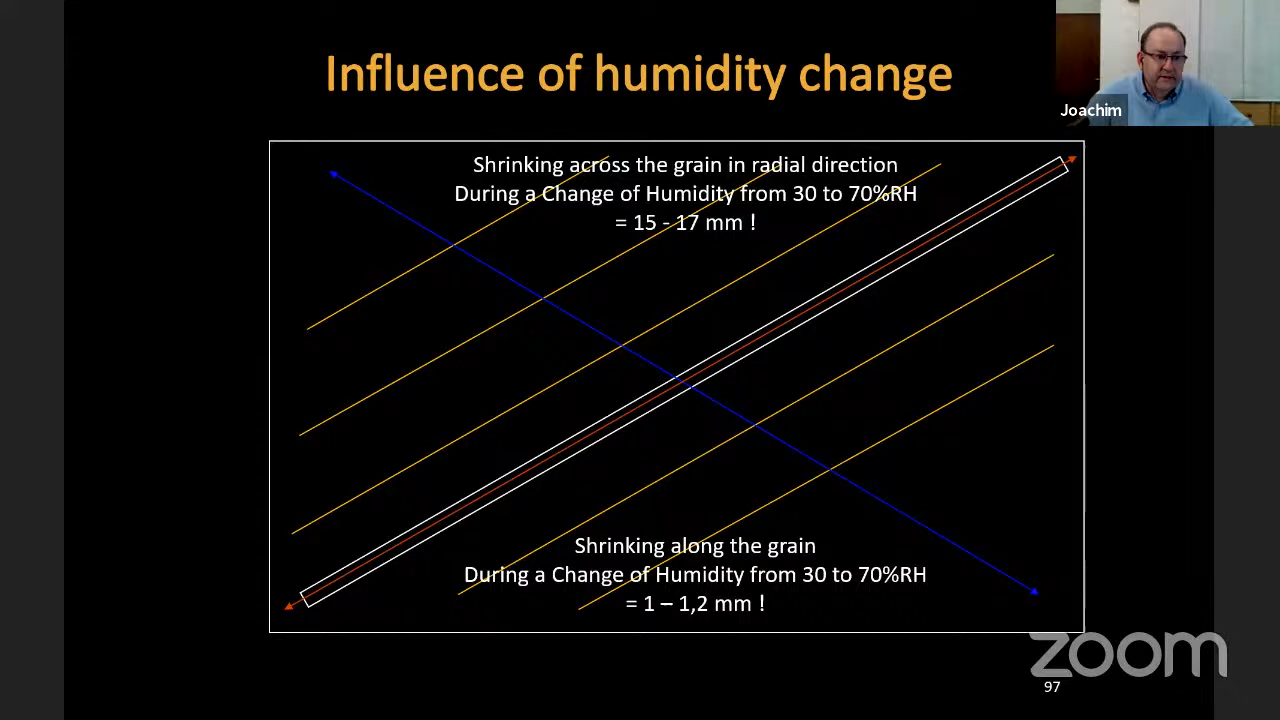 Influence of humidity change
Joachim
Shrinking across the grain in radial direction
During a Change of Humidity from 30 to 70%RH
= 15 - 17 mm !
Shrinking along the grain
During a Change of Humidity from 30 to 70%RH
= 1 – 1,2 mm !
zoom
97